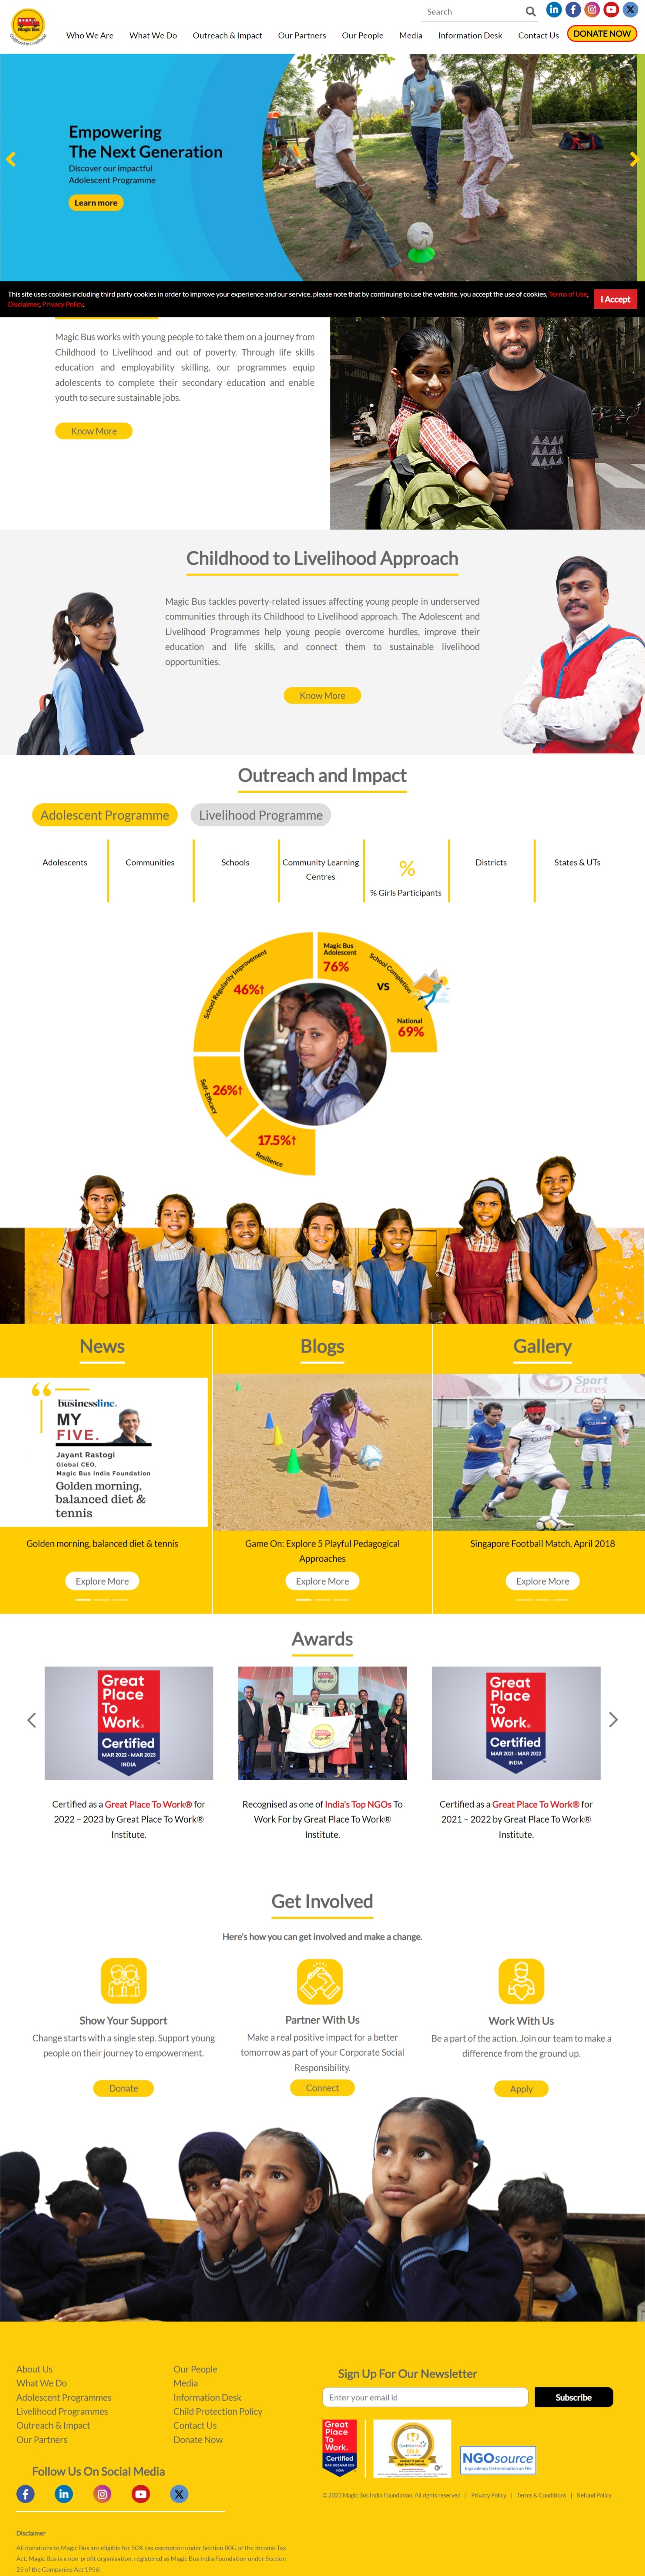 Magic Bus
Childhood to Livelihood
Search
Who We Are
What We Do
Outreach & Impact
Our Partners
Our People
Media
Information Desk
Contact Us
DONATE NOW
Empowering
The Next Generation
Discover our impactful
Adolescent Programme
Learn more
This site uses cookies including third party cookies in order to improve your experience and our service, please note that by continuing to use the website, you accept the use of cookies, Terms of Use,
Disclaimer, Privacy Policy.
I Accept
Magic Bus works with young people to take them on a journey from
Childhood to Livelihood and out of poverty. Through life skills
education and employability skilling, our programmes equip
adolescents to complete their secondary education and enable
youth to secure sustainable jobs.
Know More
Childhood to Livelihood Approach
Magic Bus tackles poverty-related issues affecting young people in underserved
communities through its Childhood to Livelihood approach. The Adolescent and
Livelihood Programmes help young people overcome hurdles, improve their
education and life skills, and connect them to sustainable livelihood
opportunities.
Know More
Outreach and Impact
Adolescent Programme
Livelihood Programme
Adolescents
Communities
Schools
Community Learning
Centres
%
% Girls Participants
Districts
States & UTs
School Regularity Improvement
46%↑
Magic Bus
Adolescent
76%
School Completion
VS
National
69%
Self-Efficacy
26%↑
17.5%↑
Resilience
News
businessline.
MY
FIVE.
Jayant Rastogi
Global CEO,
Magic Bus India Foundation
Golden morning,
balanced diet &
tennis
Golden morning, balanced diet & tennis
Explore More
Blogs
Game On: Explore 5 Playful Pedagogical
Approaches
Explore More
Gallery
Sport
Cares
Singapore Football Match, April 2018
Explore More
Awards
Great
Place
To
Work®
Certified
MAR 2022 - MAR 2023
INDIA
Certified as a Great Place To Work® for
2022 – 2023 by Great Place To Work®
Institute.
Recognised as one of India's Top NGOs To
Work For by Great Place To Work®
Institute.
Great
Place
To
Work®
Certified
MAR 2021 - MAR 2022
INDIA
Certified as a Great Place To Work® for
2021 – 2022 by Great Place To Work®
Institute.
Get Involved
Here's how you can get involved and make a change.
Show Your Support
Change starts with a single step. Support young
people on their journey to empowerment.
Donate
Partner With Us
Make a real positive impact for a better
tomorrow as part of your Corporate Social
Responsibility.
Connect
Work With Us
Be a part of the action. Join our team to make a
difference from the ground up.
Apply
About Us
What We Do
Adolescent Programmes
Livelihood Programmes
Outreach & Impact
Our Partners
Our People
Media
Information Desk
Child Protection Policy
Contact Us
Donate Now
Follow Us On Social Media
Sign Up For Our Newsletter
Enter your email id
Subscribe
Great
Place
To
Work®
Certified
INDIA
GOLD
NGOsource
Equivalency Determination on File
© 2023 Magic Bus India Foundation. All rights reserved | Privacy Policy | Terms & Conditions | Refund Policy
Disclaimer
All donations to Magic Bus are eligible for 50% tax exemption under Section 80G of the Income Tax
Act. Magic Bus is a non-profit organisation, registered as Magic Bus India Foundation under Section
25 of the Companies Act 1956.